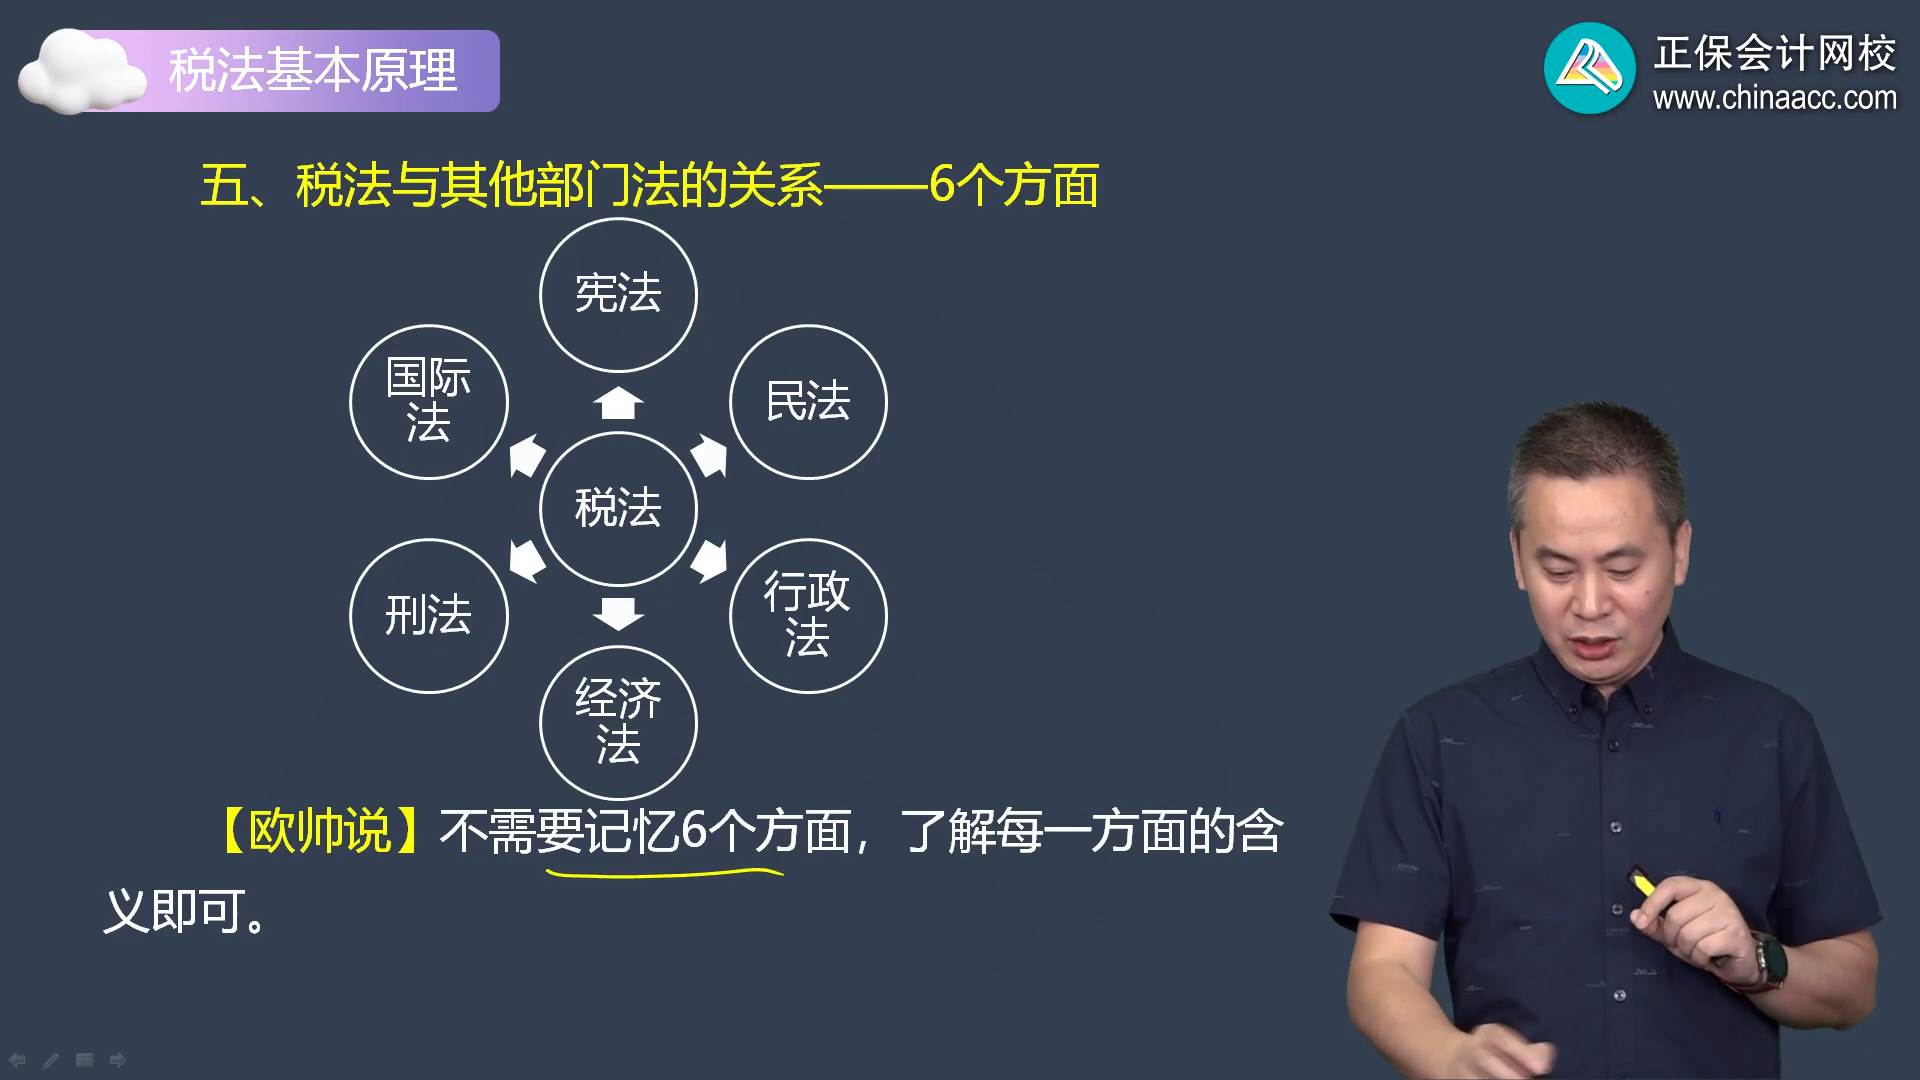 税法基本原理
正保会计网校
www.chinaacc.com
五、税法与其他部门法的关系——6个方面
宪法
国际
法
民法
税法
刑法
行政
法
经济
法
【欧帅说】不需要记忆6个方面，了解每一方面的含
义即可。